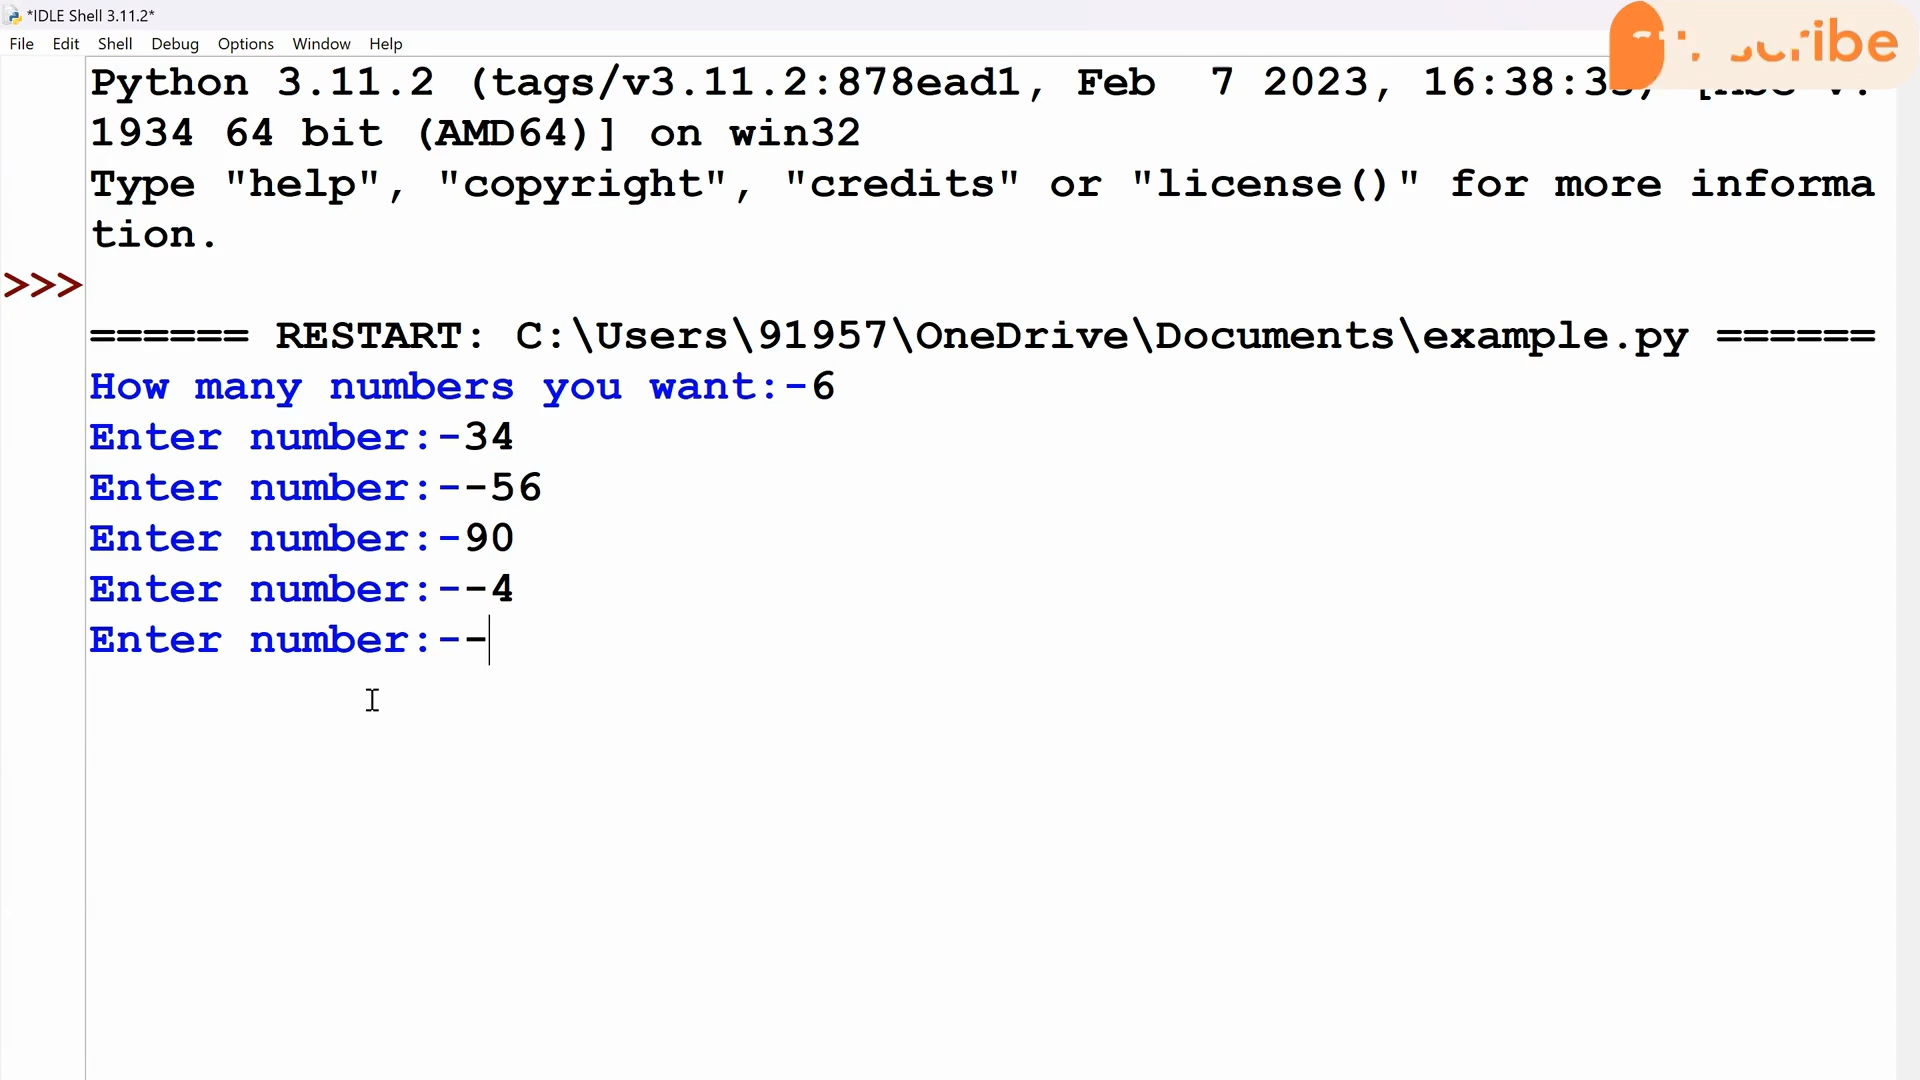 *IDLE Shell 3.11.2*
File Edit Shell Debug Options Window Help
Python 3.11.2 (tags/v3.11.2:878ead1, Feb  7 2023, 16:38:3
1934 64 bit (AMD64)] on win32
Type "help", "copyright", "credits" or "license()" for more informa
tion.
>>>
====== RESTART: C:\Users\91957\OneDrive\Documents\example.py ======
How many numbers you want:-6
Enter number:-34
Enter number:--56
Enter number:-90
Enter number:--4
Enter number:--